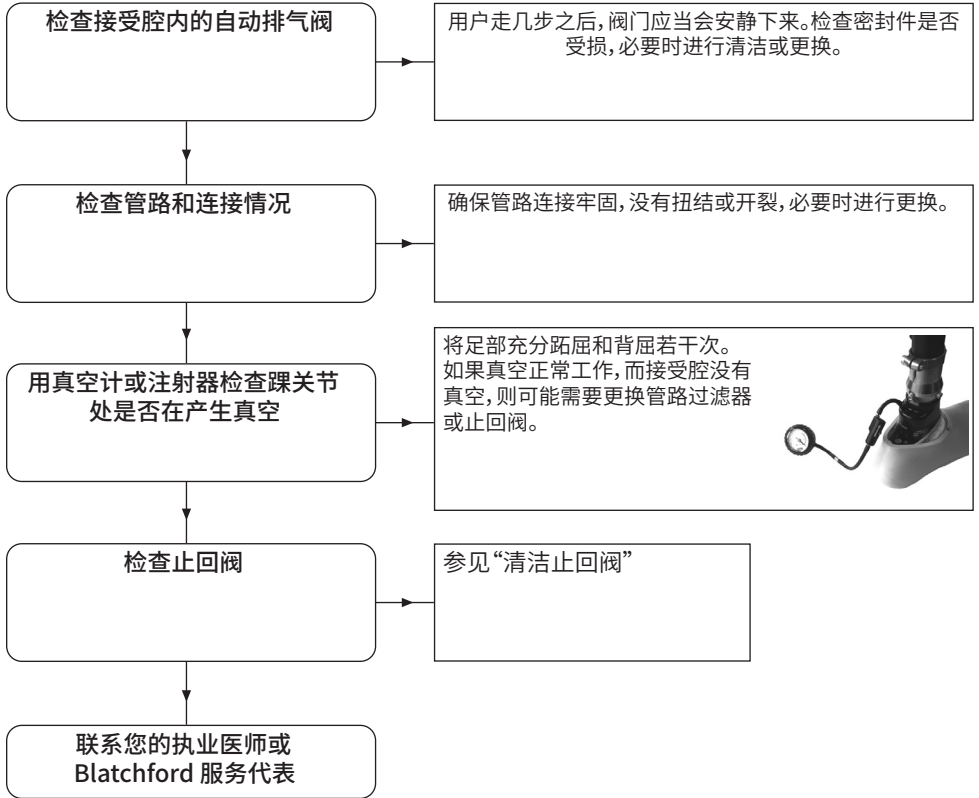 检查接受腔内的自动排气阀
用户走几步之后，阀门应当会安静下来。检查密封件是否
受损，必要时进行清洁或更换。
检查管路和连接情况
确保管路连接牢固，没有扭结或开裂，必要时进行更换。
用真空计或注射器检查踝关节
处是否在产生真空
将足部充分跖屈和背屈若干次。
如果真空正常工作，而接受腔没有
真空，则可能需要更换管路过滤器
或止回阀。
检查止回阀
参见“清洁止回阀”
联系您的执业医师或
Blatchford 服务代表